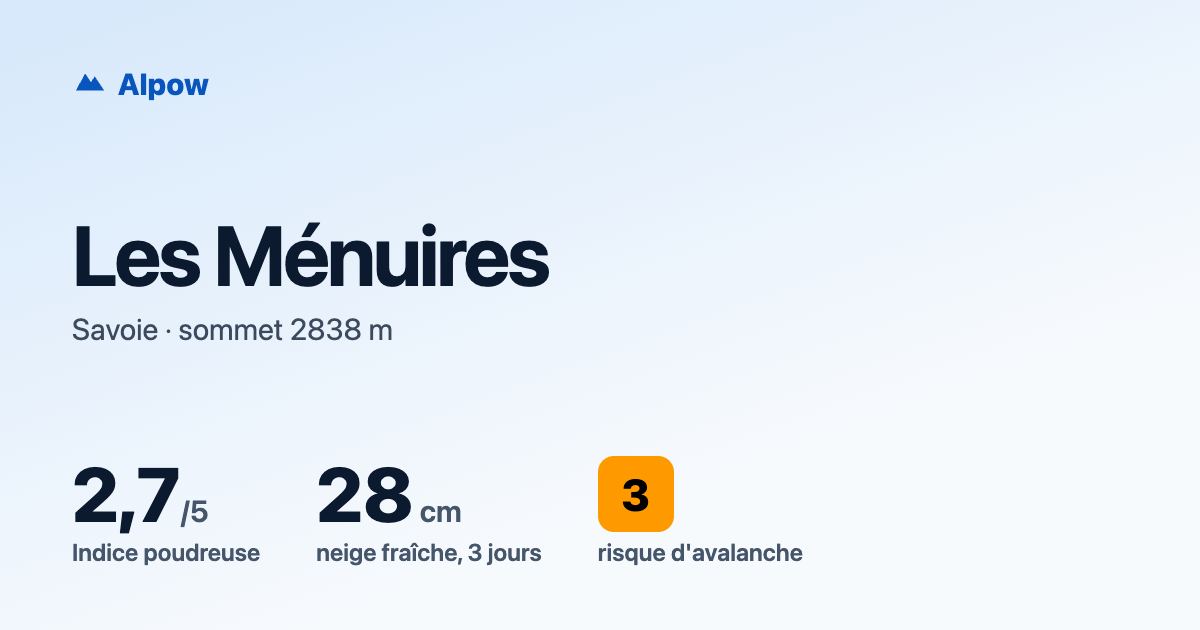 Alpow
Les Ménuires
Savoie · sommet 2838 m
2,7/5
Indice poudreuse
28 cm
neige fraîche, 3 jours
3
risque d'avalanche